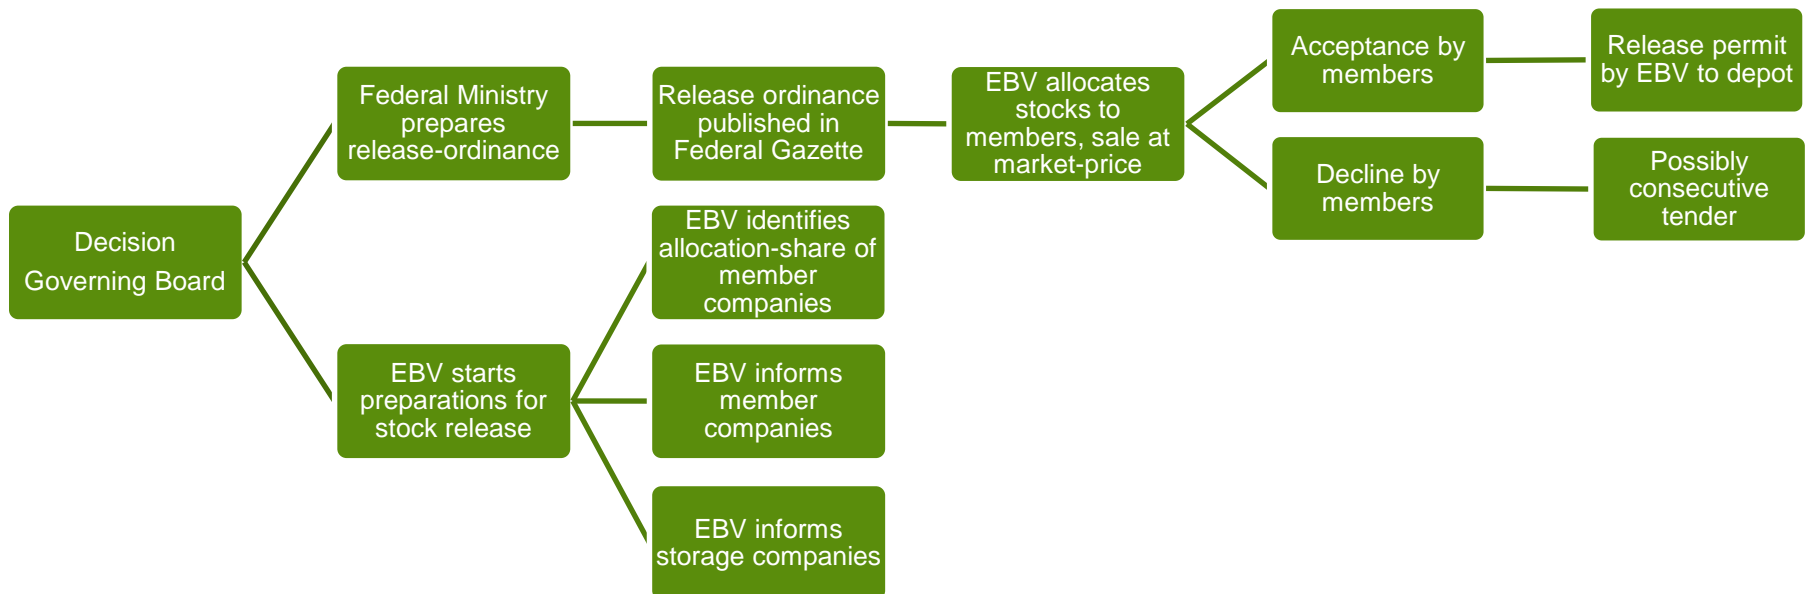 Decision
Governing Board
Federal Ministry
prepares
release-ordinance
Release ordinance
published in
Federal Gazette
EBV allocates
stocks to
members, sale at
market-price
Acceptance by
members
Release permit
by EBV to depot
Decline by
members
Possibly
consecutive
tender
EBV starts
preparations for
stock release
EBV identifies
allocation-share of
member
companies
EBV informs
member
companies
EBV informs
storage companies